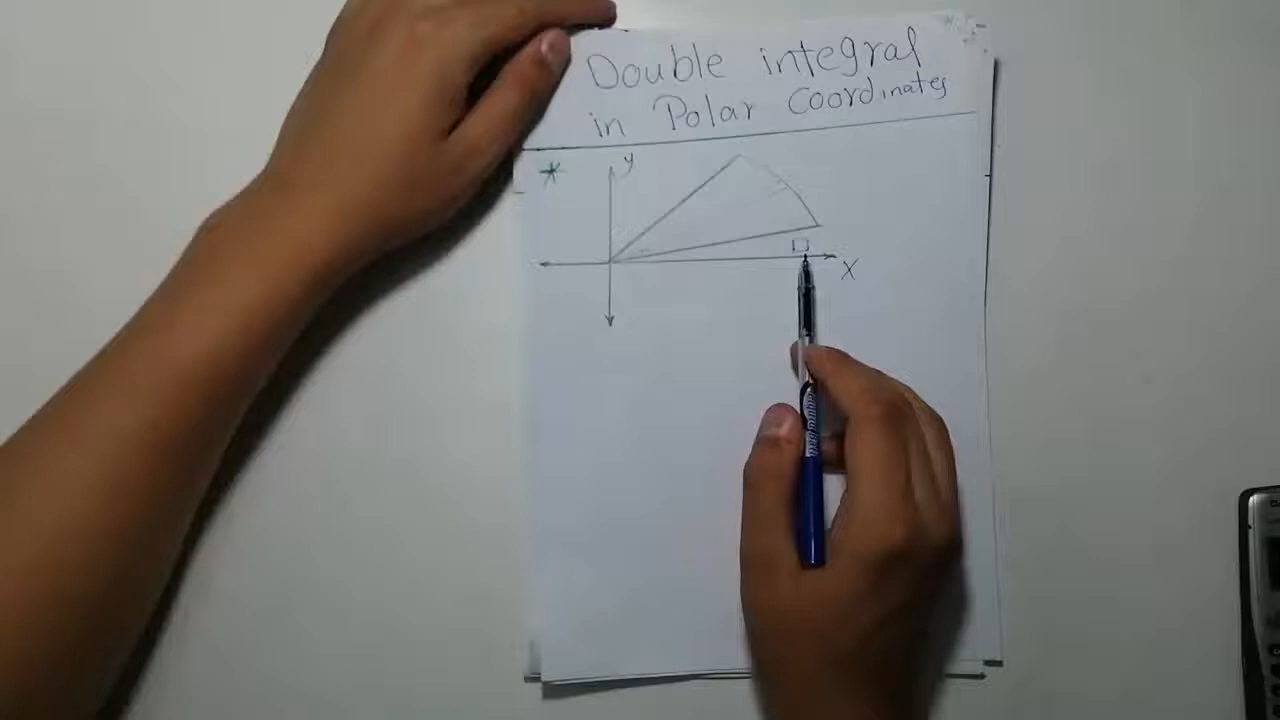 Double integral
in Polar Coordinates
* y
x